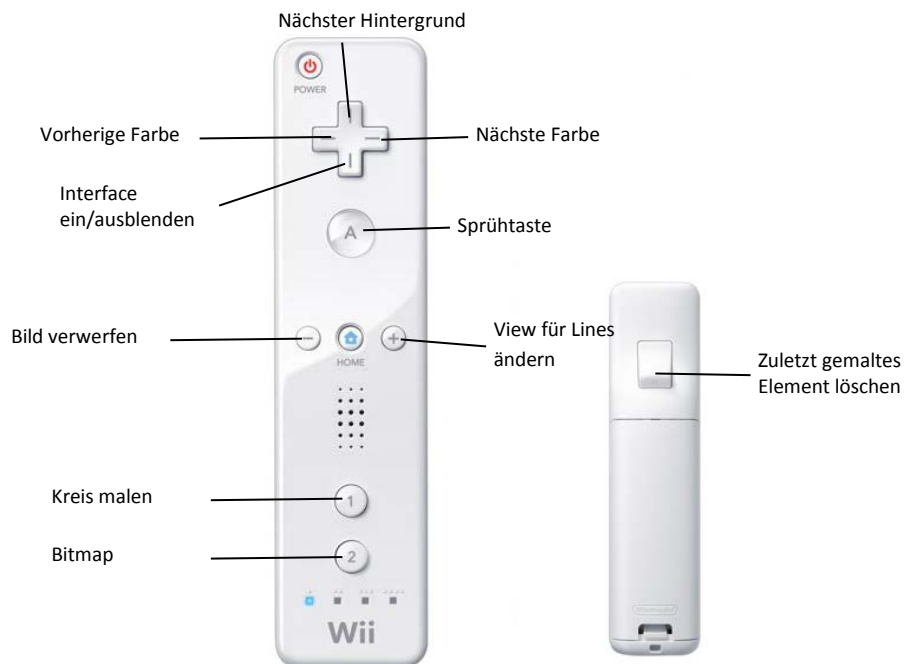 Nächster Hintergrund
POWER
Vorherige Farbe
Nächste Farbe
Interface
ein/ausblenden
A
Sprühtaste
Bild verwerfen
HOME
View für Lines
ändern
Zuletzt gemaltes
Element löschen
Kreis malen
1
Bitmap
2
Wii
Nintendo